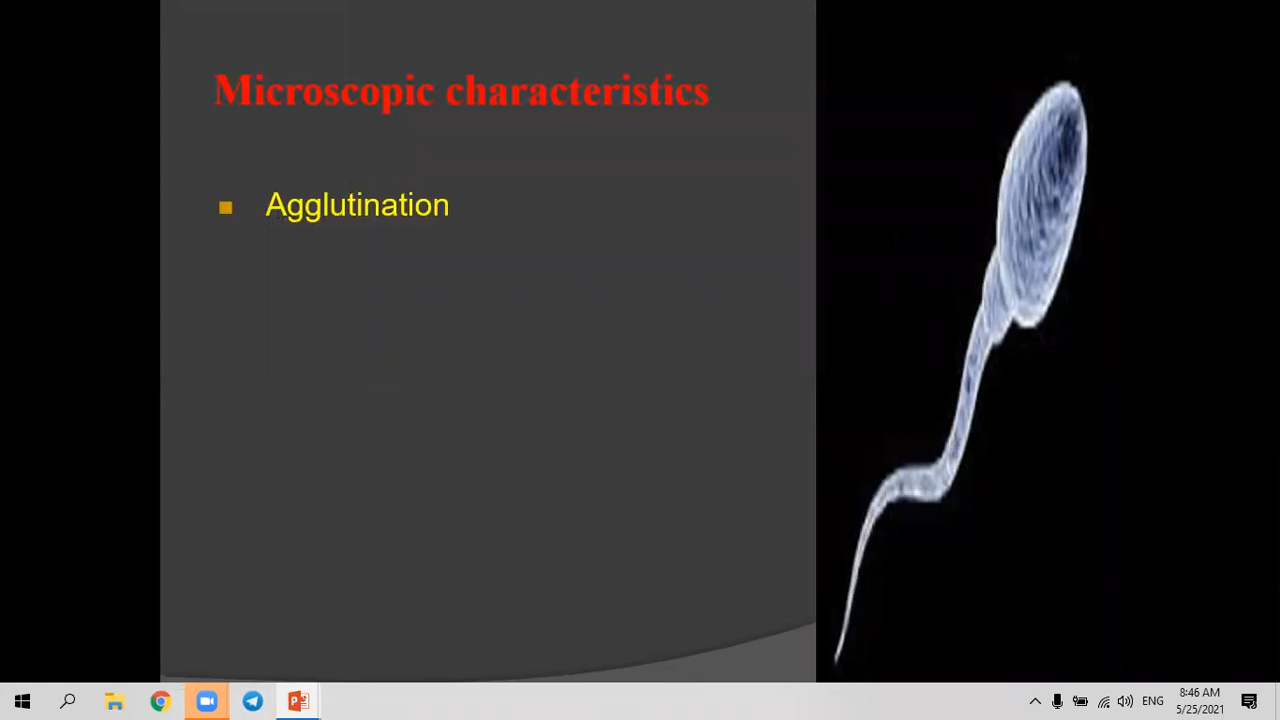 Microscopic characteristics
Agglutination
ENG
8:46 AM
5/25/2021